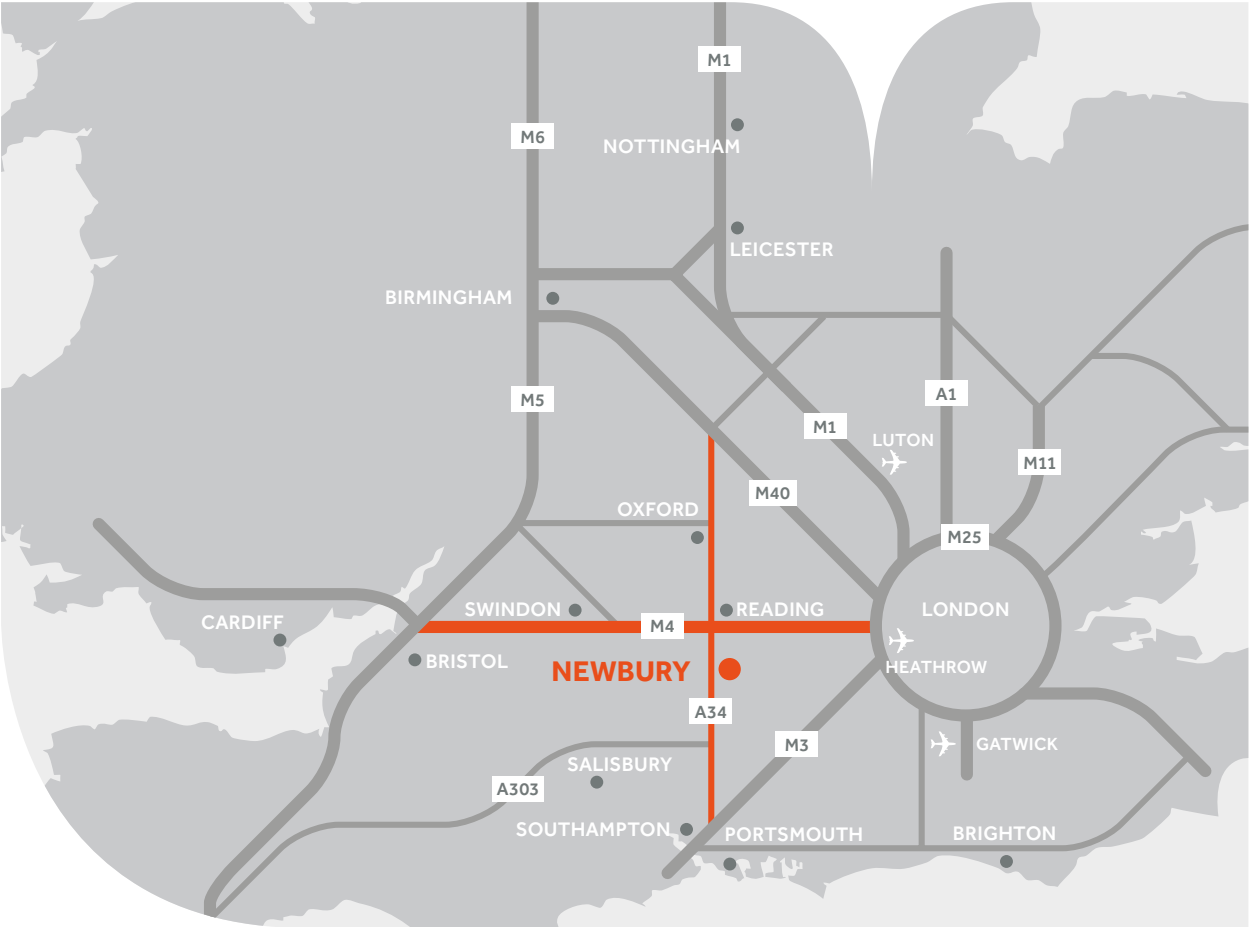 M1
M6
NOTTINGHAM
LEICESTER
BIRMINGHAM
M5
A1
M1
LUTON
M11
M40
OXFORD
M25
SWINDON
READING
LONDON
CARDIFF
M4
BRISTOL
NEWBURY
HEATHROW
A34
M3
GATWICK
SALISBURY
A303
SOUTHAMPTON
PORTSMOUTH
BRIGHTON